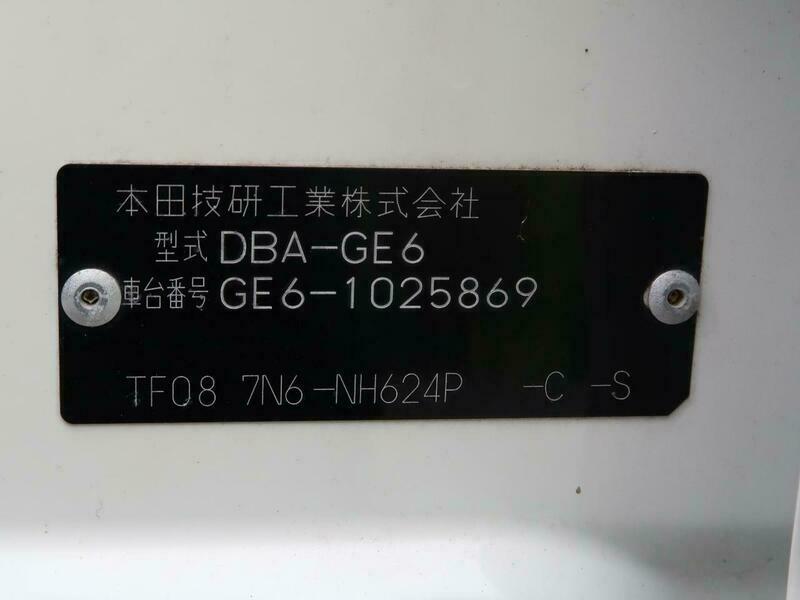 本田技研工業株式会社
型式 DBA-GE6
車台番号 GE6-1025869
TF08 7N6-NH624P -C -S